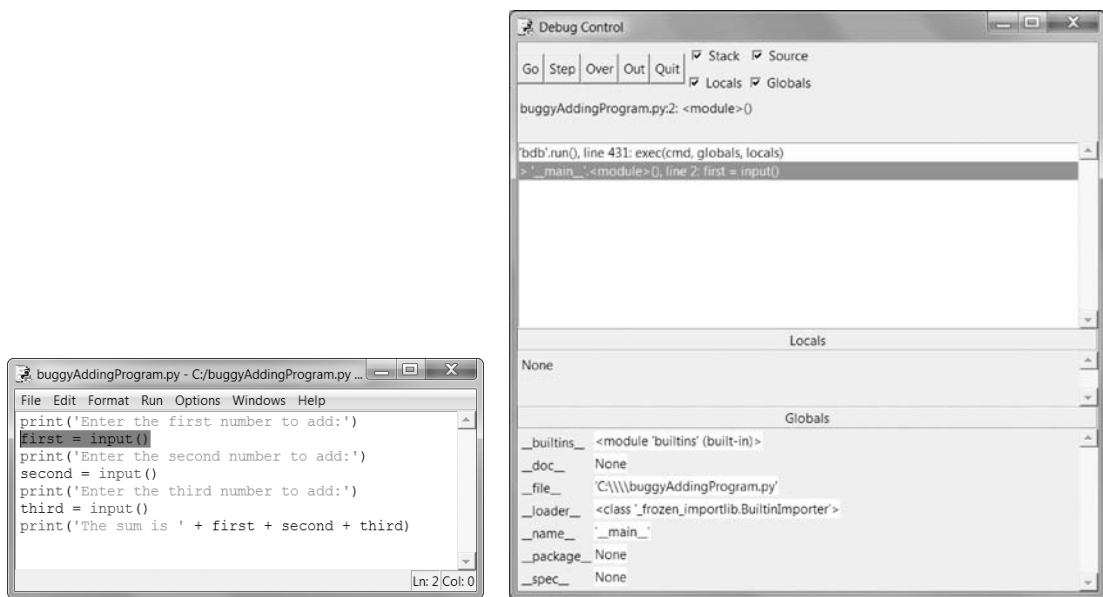 buggyAddingProgram.py - C:/buggyAddingProgram.py ...
File Edit Format Run Options Windows Help
print('Enter the first number to add:')
first = input()
print('Enter the second number to add:')
second = input()
print('Enter the third number to add:')
third = input()
print('The sum is ' + first + second + third)
Ln: 2 Col: 0
Debug Control
Go Step Over Out Quit
Stack Source
Locals Globals
buggyAddingProgram.py:2: <module>()
'bdb'.run(), line 431: exec(cmd, globals, locals)
> '__main__'.<module>(), line 2: first = input()
Locals
None
Globals
__builtins__ <module 'builtins' (built-in)>
__doc__ None
__file__ 'C:\\\\buggyAddingProgram.py'
__loader__ <class '_frozen_importlib.BuiltinImporter'>
__name__ '__main__'
__package__ None
__spec__ None